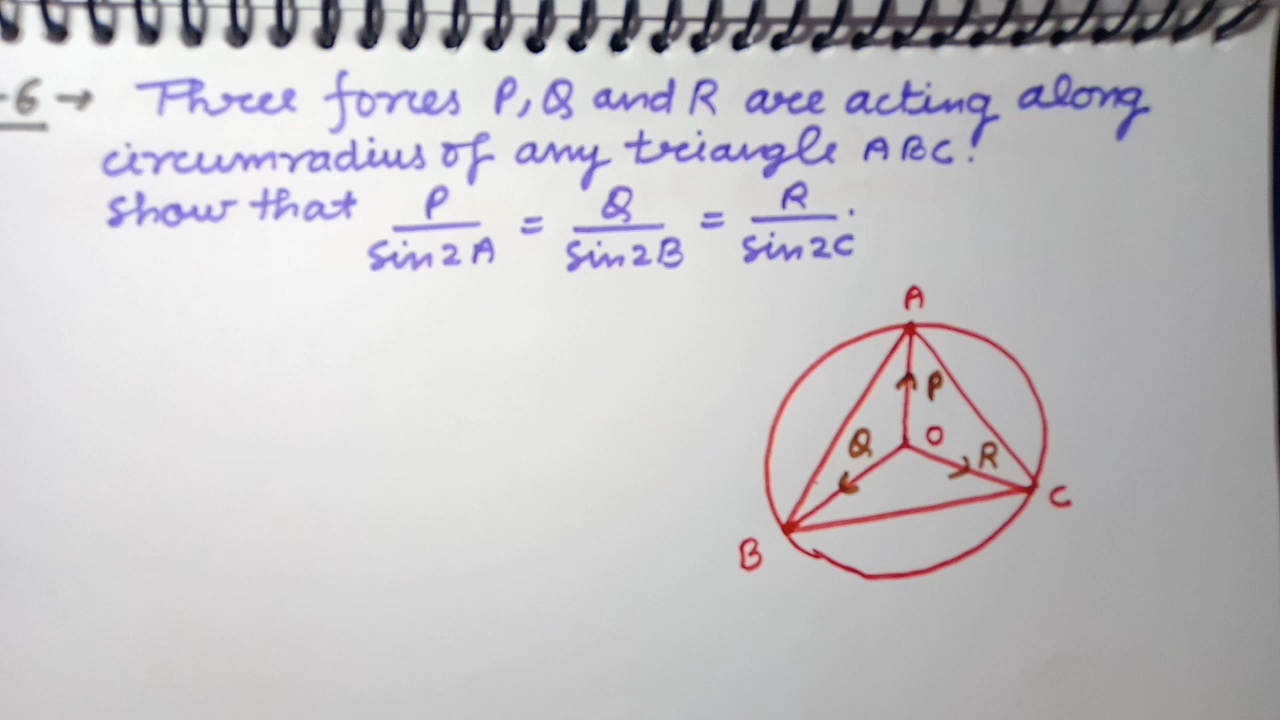 -6→ Three forces P, Q and R are acting along
circumradius of any triangle ABC.
Show that P/sin2A = Q/sin2B = R/sin2C.
A
P
O
Q
R
C
B